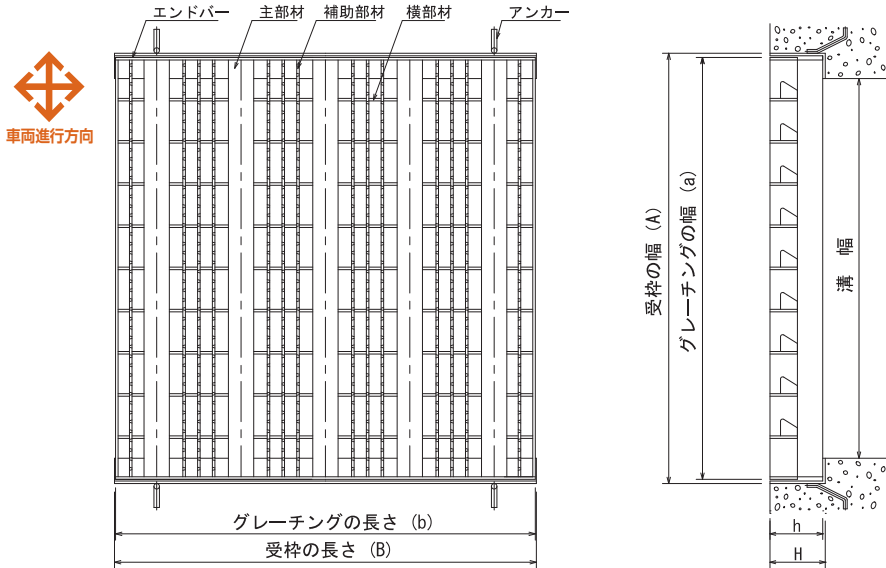 エンドバー
主部材
補助部材
横部材
アンカー
車両進行方向
受枠の幅 (A)
グレーチングの幅 (a)
溝 幅
グレーチングの長さ (b)
受枠の長さ (B)
h
H